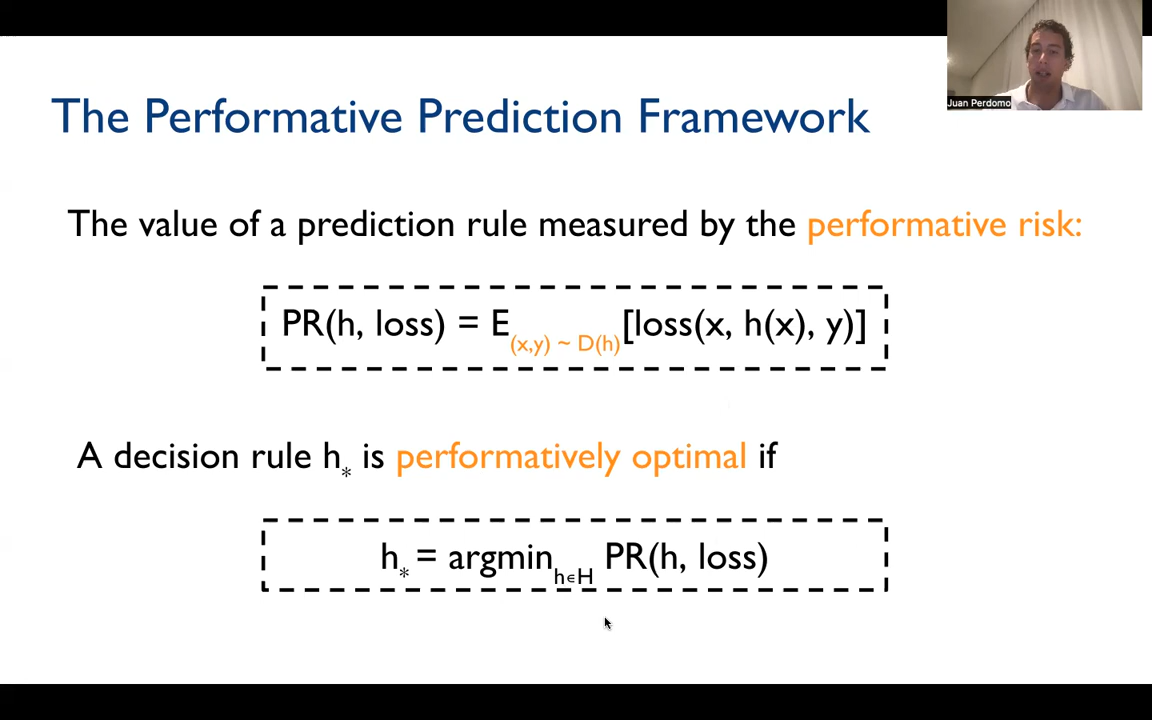 Juan Perdomo
The Performative Prediction Framework
The value of a prediction rule measured by the performative risk:
PR(h, loss) = E(x,y) ~ D(h)[loss(x, h(x), y)]
A decision rule h* is performatively optimal if
h* = argminh∈H PR(h, loss)